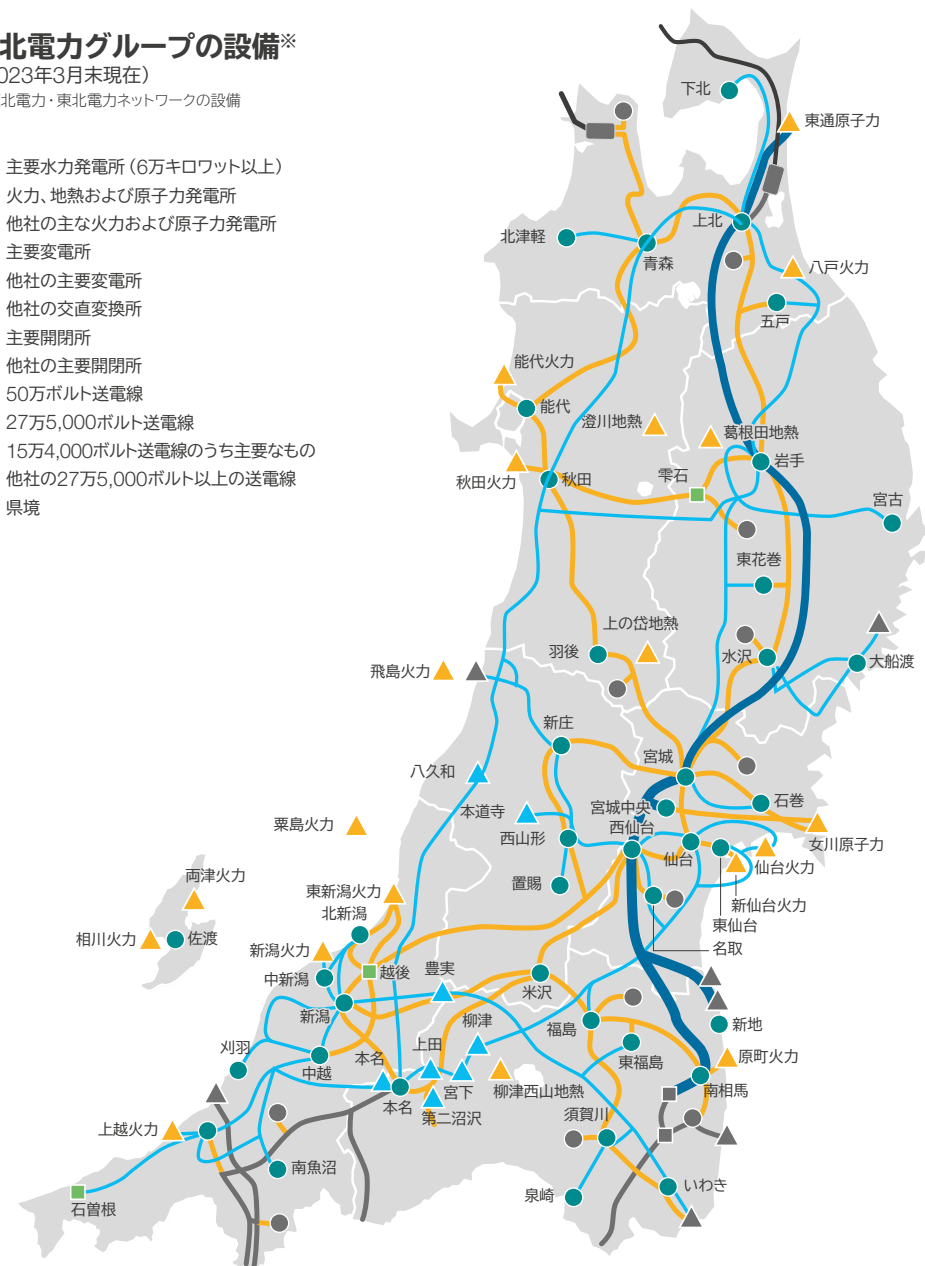 北電力グループの設備※
023年3月末現在）
北電力・東北電力ネットワークの設備
主要水力発電所（6万キロワット以上）
火力、地熱および原子力発電所
他社の主な火力および原子力発電所
主要変電所
他社の主要変電所
他社の交直変換所
主要開閉所
他社の主要開閉所
50万ボルト送電線
27万5,000ボルト送電線
15万4,000ボルト送電線のうち主要なもの
他社の27万5,000ボルト以上の送電線
県境
下北
東通原子力
上北
北津軽
青森
八戸火力
五戸
能代火力
能代
澄川地熱
葛根田地熱
岩手
秋田火力
秋田
雫石
宮古
東花巻
上の岱地熱
羽後
水沢
大船渡
飛島火力
新庄
宮城
八久和
本道寺
宮城中央
石巻
粟島火力
西山形
西仙台
仙台
女川原子力
仙台火力
置賜
両津火力
東新潟火力
新仙台火力
北新潟
東仙台
相川火力
佐渡
新潟火力
名取
中新潟
越後
豊実
米沢
新潟
柳津
福島
新地
刈羽
中越
本名
上田
東福島
原町火力
本名
宮下
柳津西山地熱
南相馬
第二沼沢
須賀川
上越火力
南魚沼
いわき
石曽根
泉崎